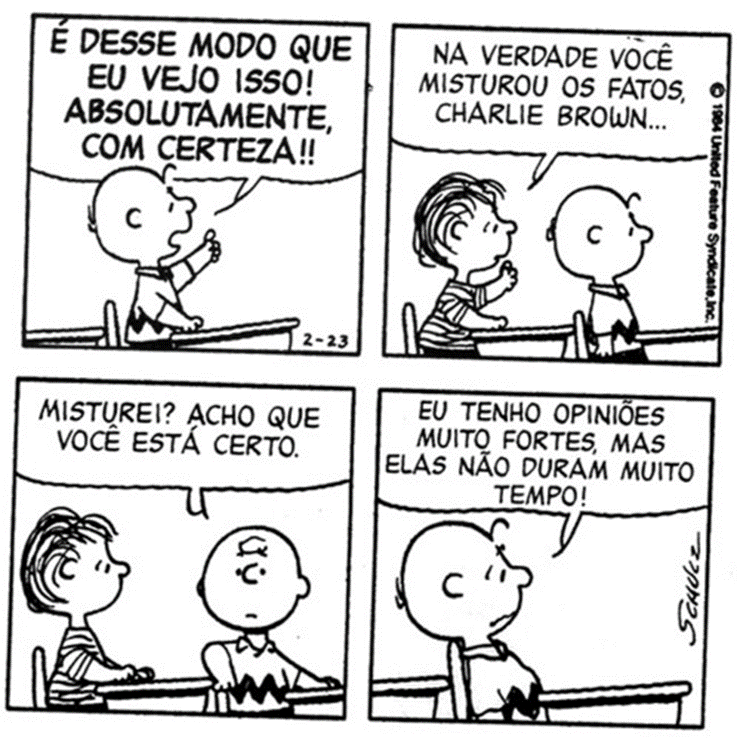 É DESSE MODO QUE
EU VEJO ISSO!
ABSOLUTAMENTE,
COM CERTEZA!!
2-23
NA VERDADE VOCÊ
MISTUROU OS FATOS,
CHARLIE BROWN...
© 1984 United Feature Syndicate, Inc.
MISTUREI? ACHO QUE
VOCÊ ESTÁ CERTO.
EU TENHO OPINIÕES
MUITO FORTES, MAS
ELAS NÃO DURAM MUITO
TEMPO!
SCHULZ